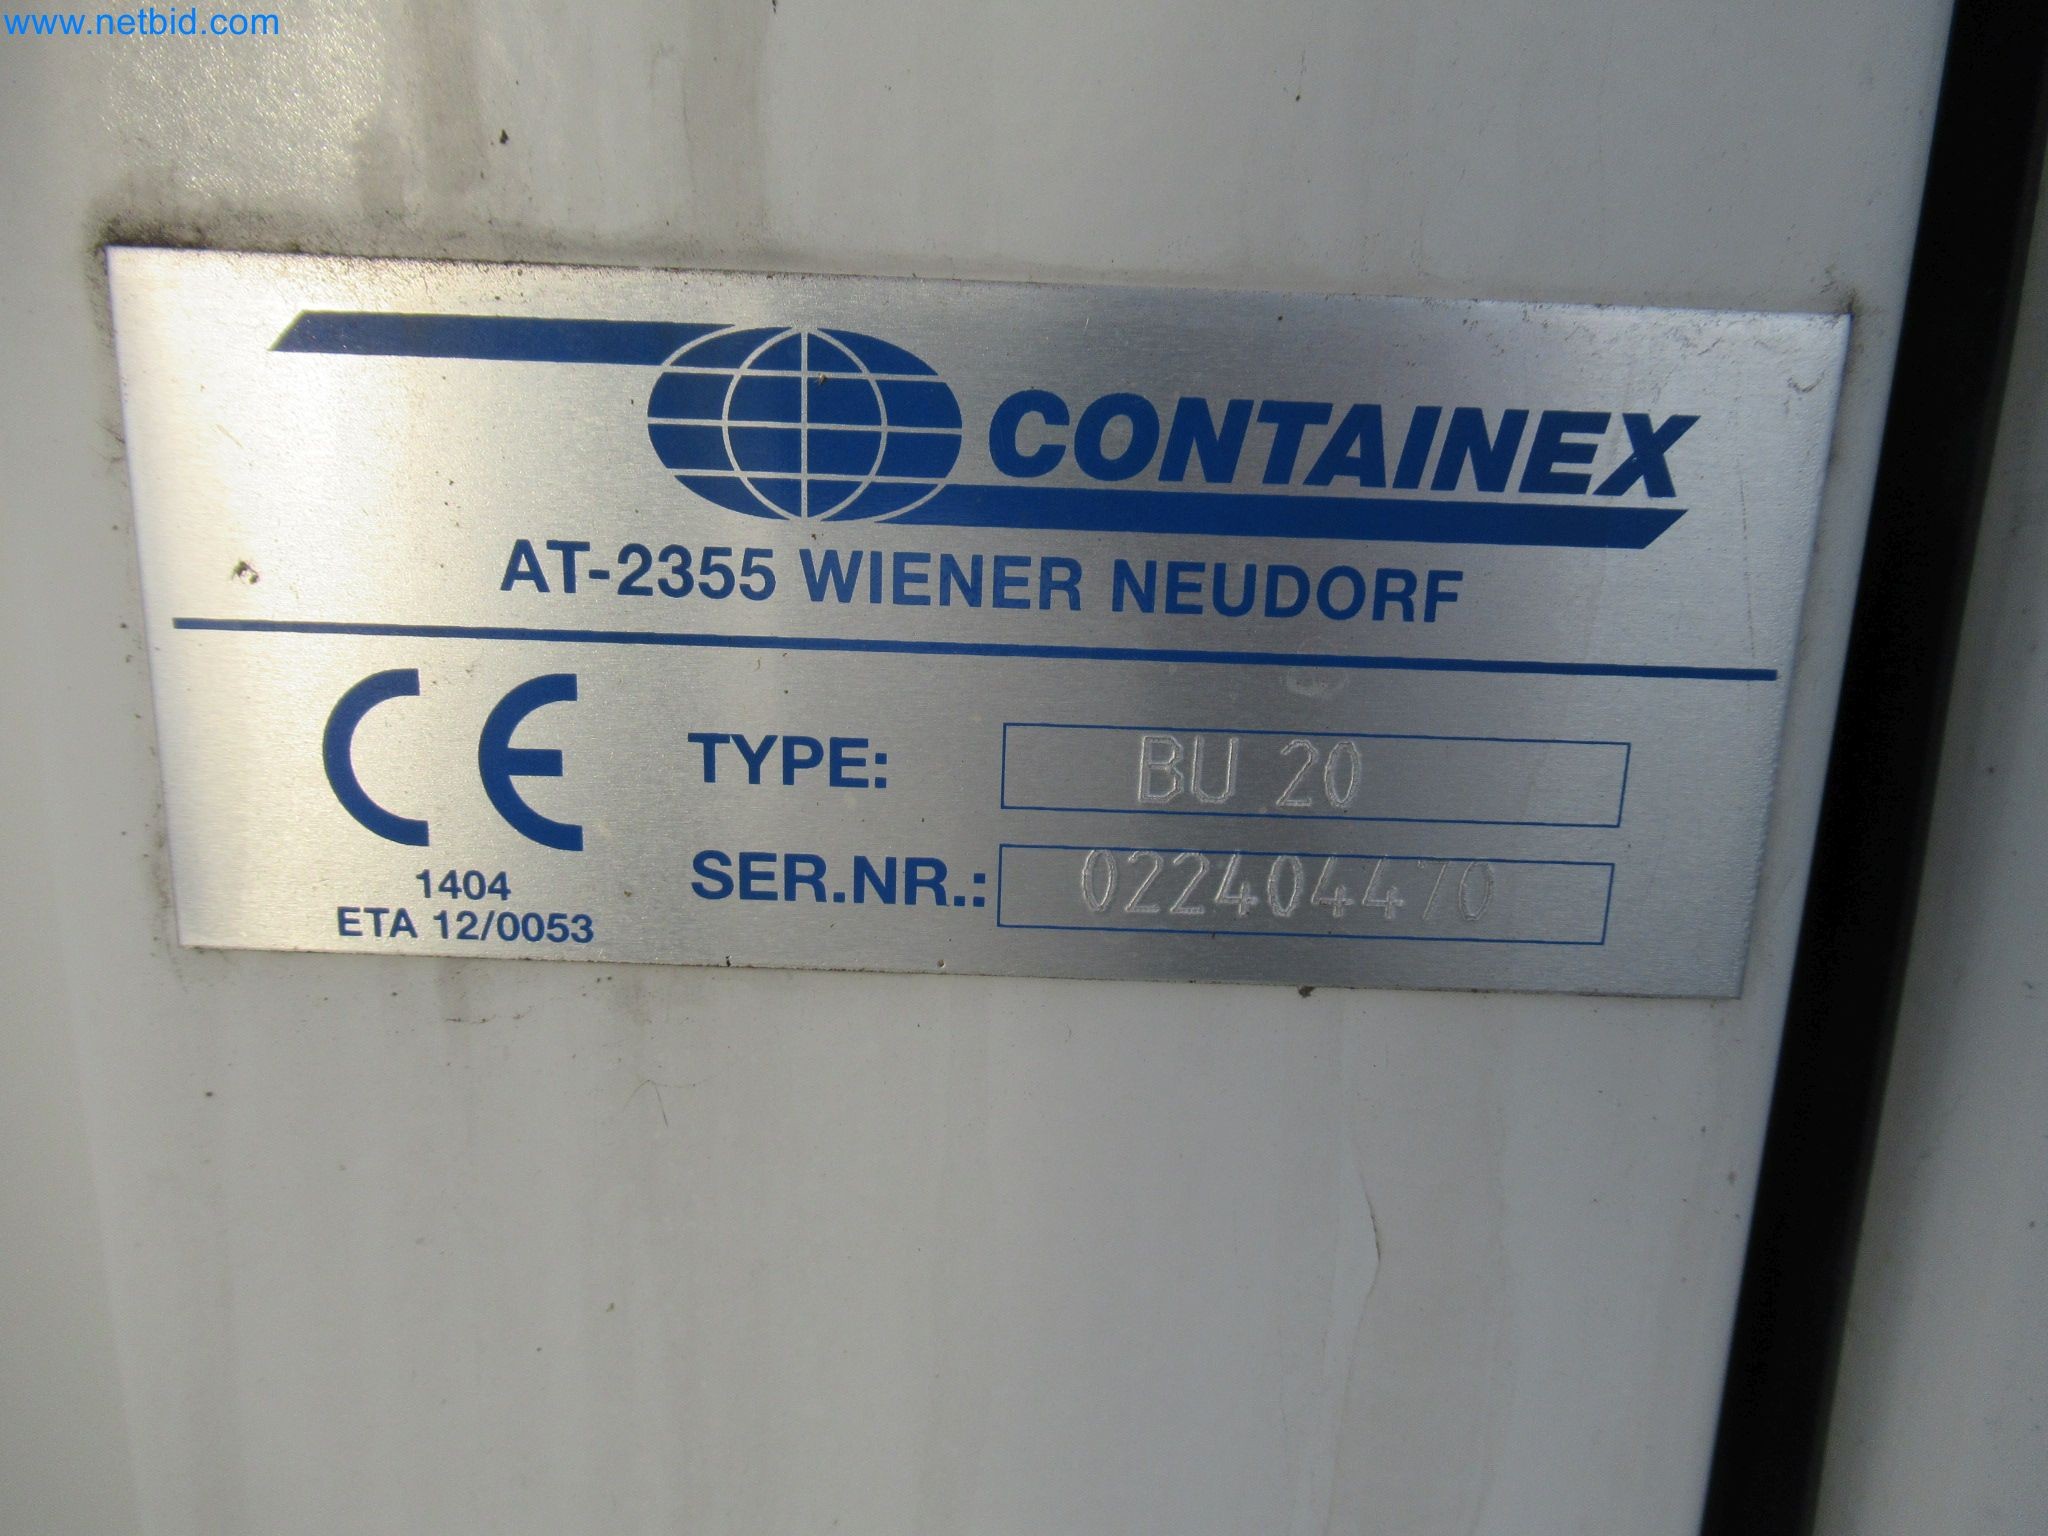 www.netbid.com
CONTAINEX
AT-2355 WIENER NEUDORF
CE
TYPE: BU 20
SER.NR.: 022404470
1404
ETA 12/0053